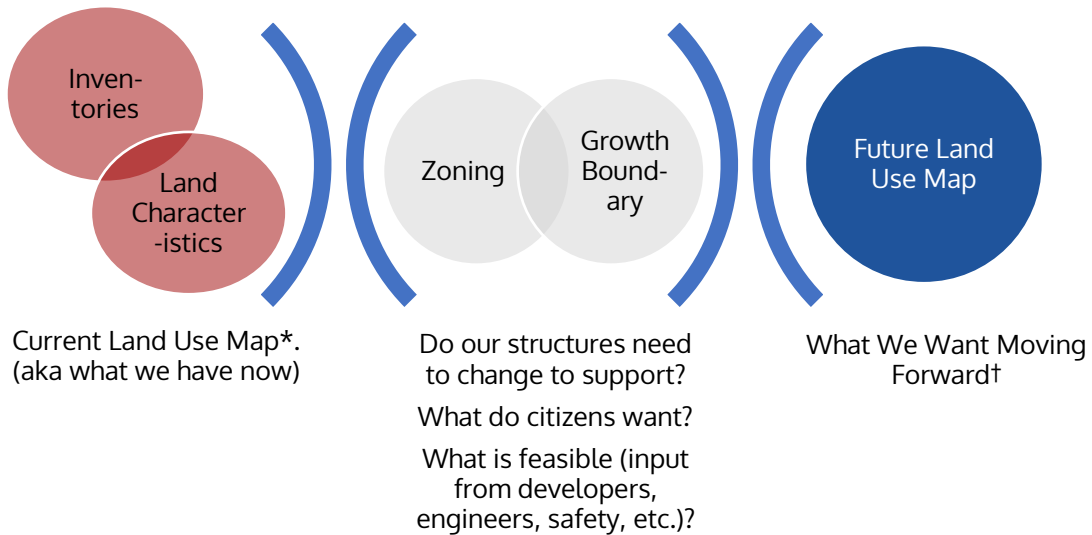 Inven-
tories
Land
Character
-istics
Zoning
Growth
Bound-
ary
Future Land
Use Map
Current Land Use Map*.
(aka what we have now)
Do our structures need
to change to support?
What do citizens want?
What is feasible (input
from developers,
engineers, safety, etc.)?
What We Want Moving
Forward†